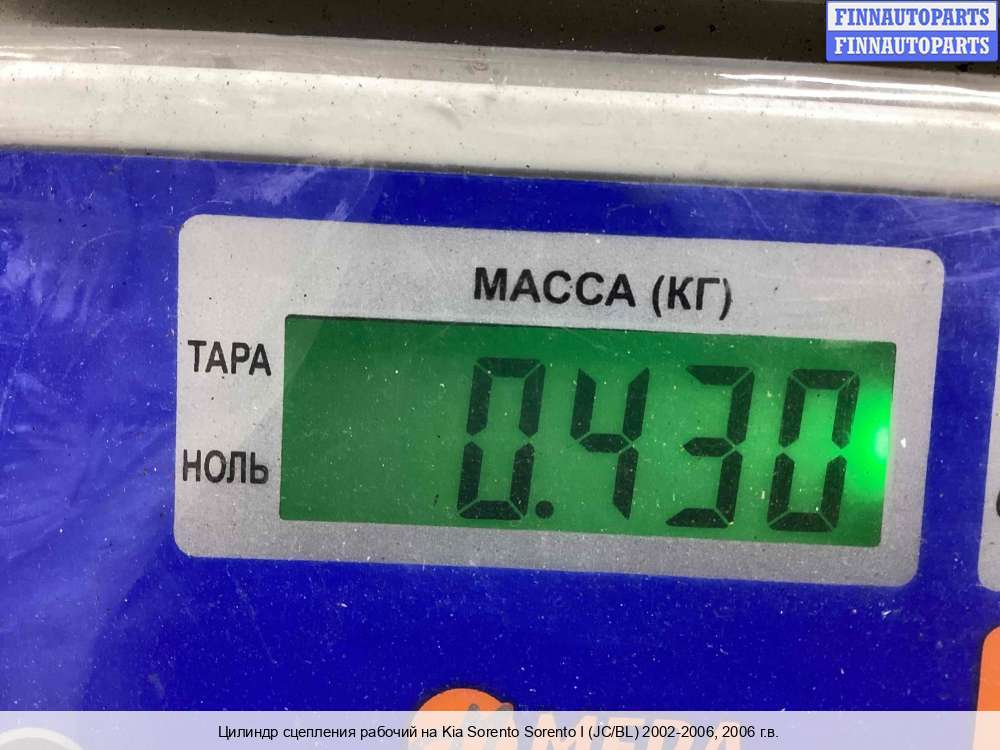 FINNAUTOPARTS
FINNAUTOPARTS
МАССА (КГ)
ТАРА
0.430
НОЛЬ
Цилиндр сцепления рабочий на Kia Sorento Sorento I (JC/BL) 2002-2006, 2006 г.в.